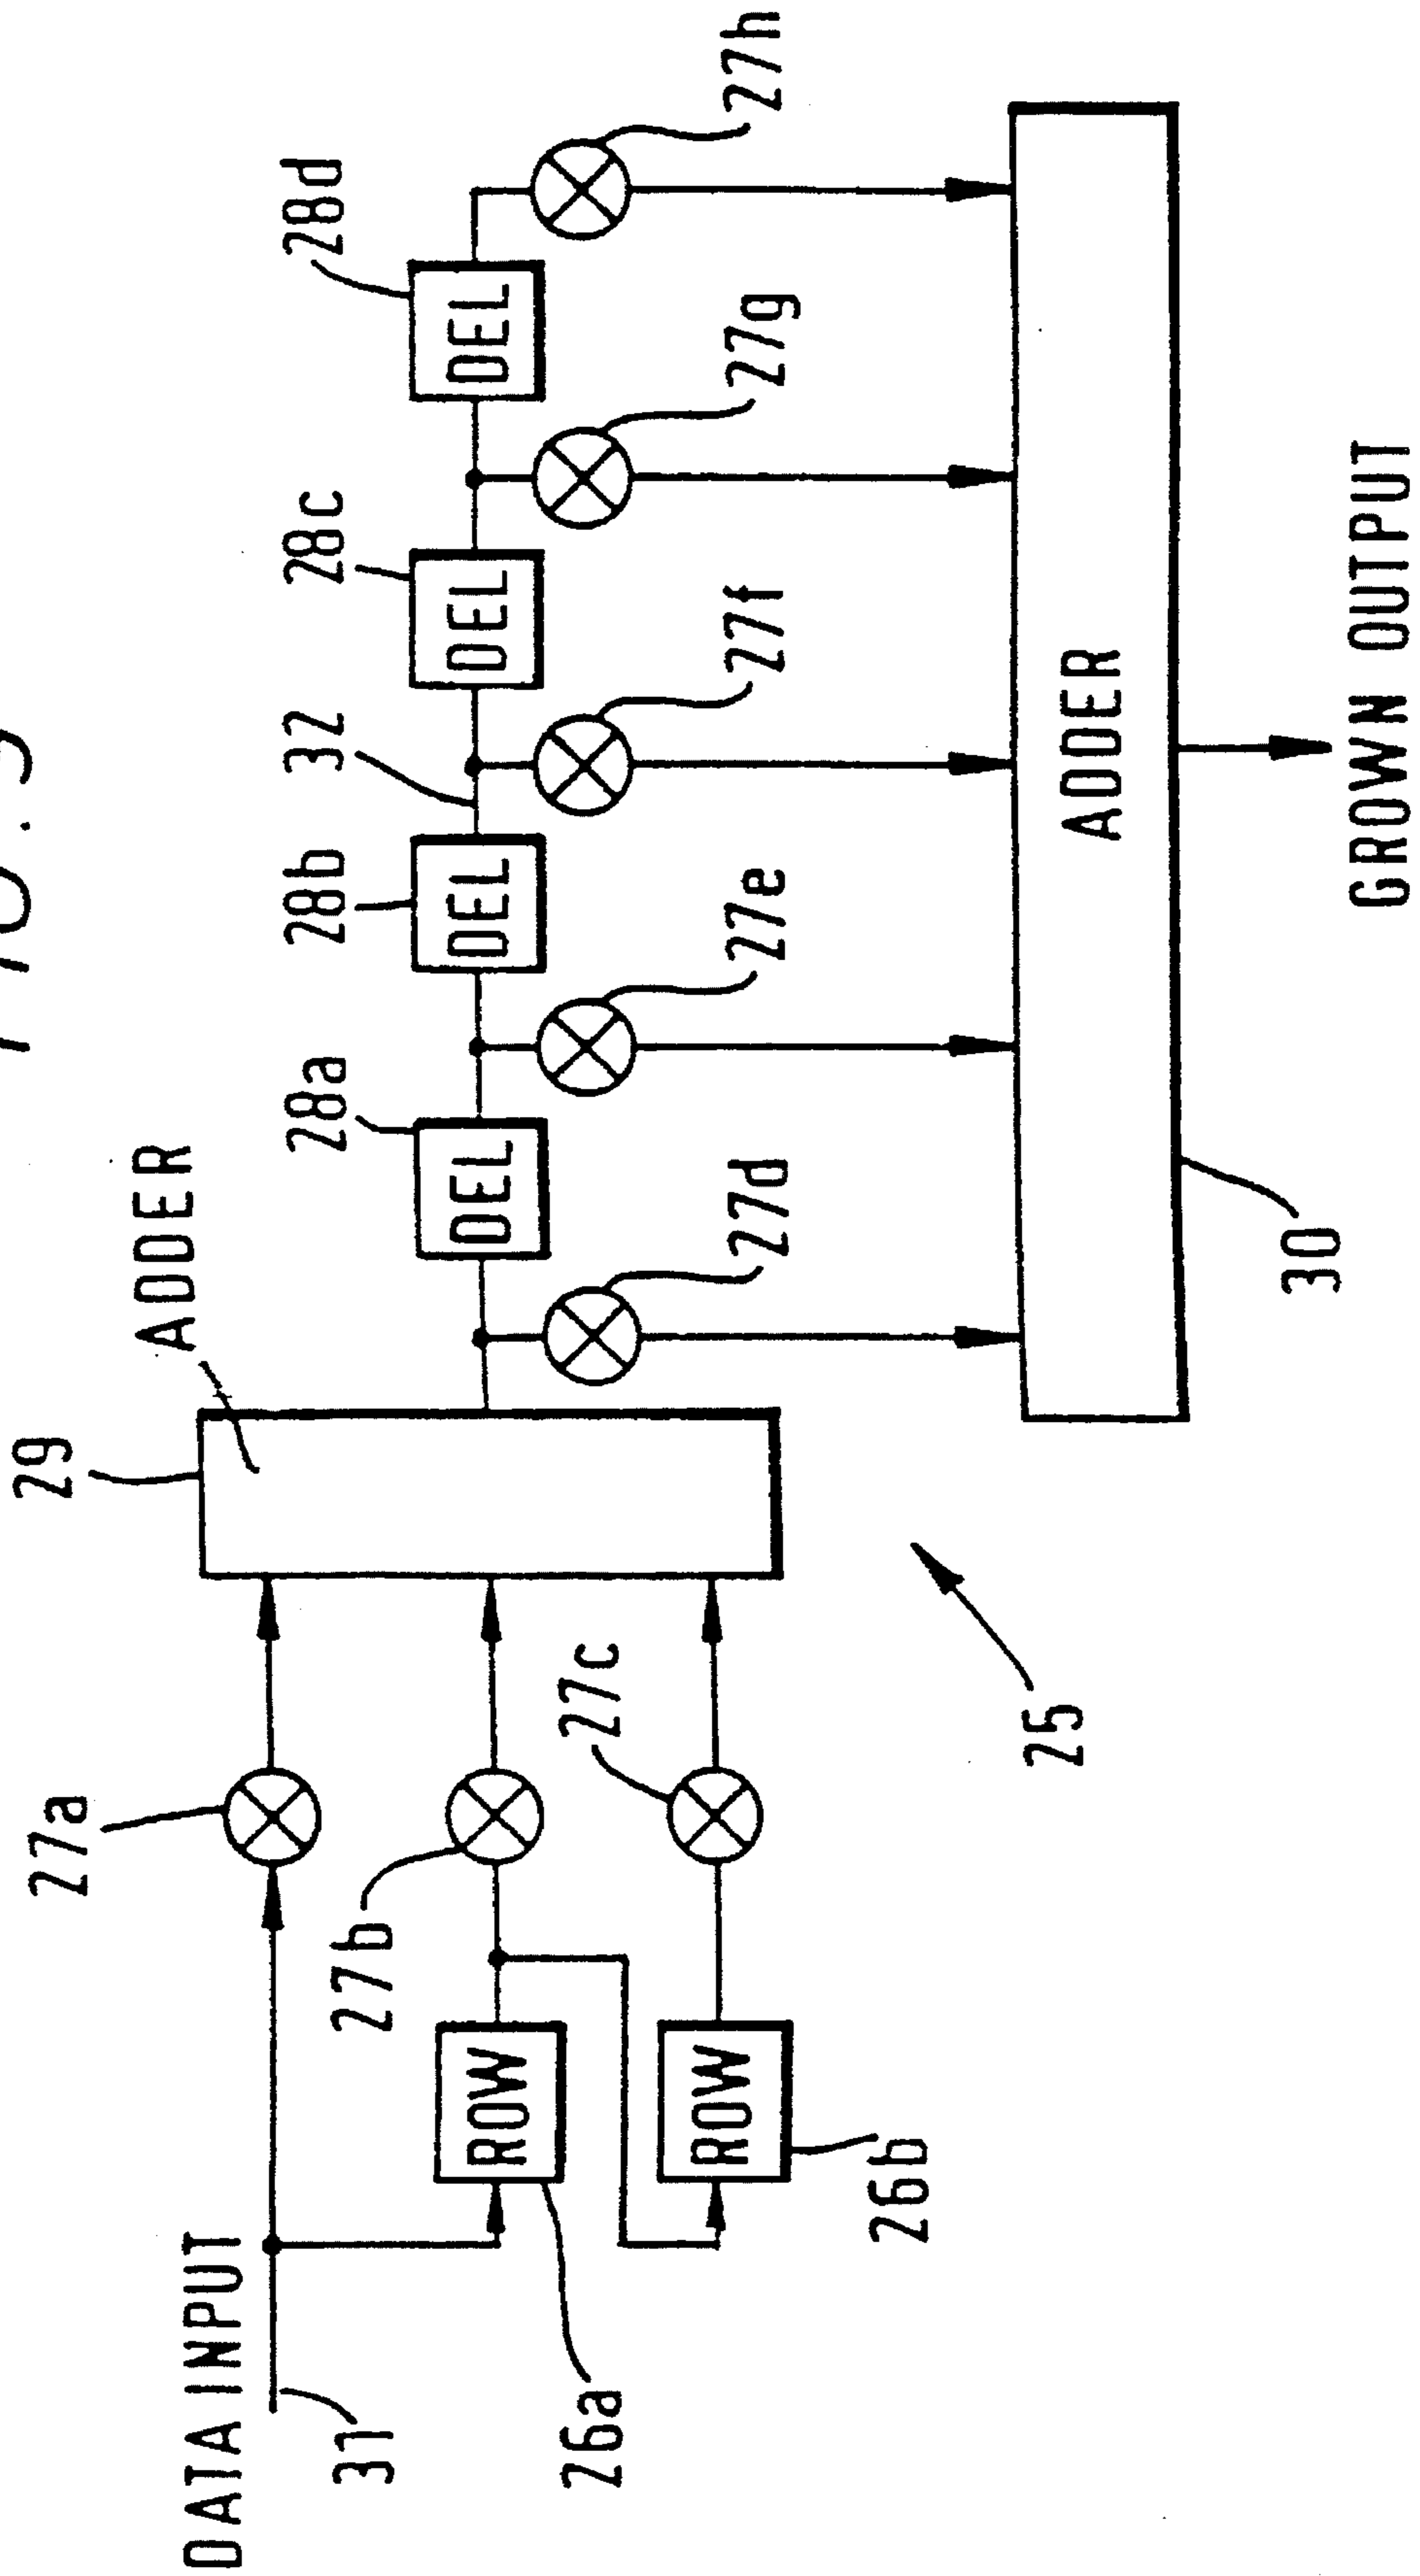 DATA INPUT
31
27a
29
ADDER
26a
ROW
27b
26b
ROW
27c
25
28a
DEL
28b
DEL
32
28c
DEL
28d
DEL
27d
27e
27f
27g
27h
ADDER
30
GROWN OUTPUT